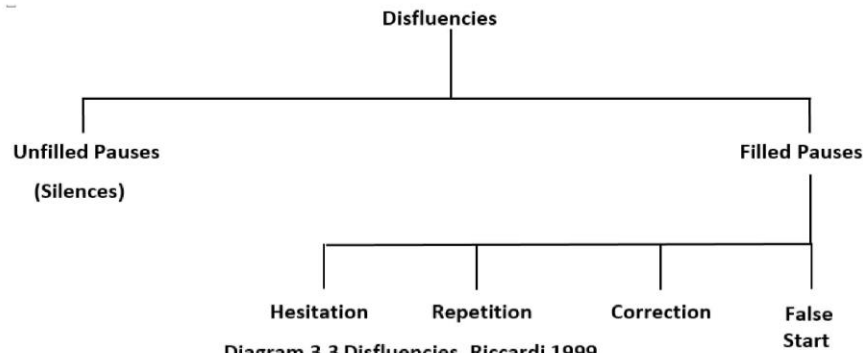 Disfluencies
Unfilled Pauses
(Silences)
Filled Pauses
Hesitation
Repetition
Correction
False
Start
Diagram 3.3 Disfluencies, Riccardi 1999